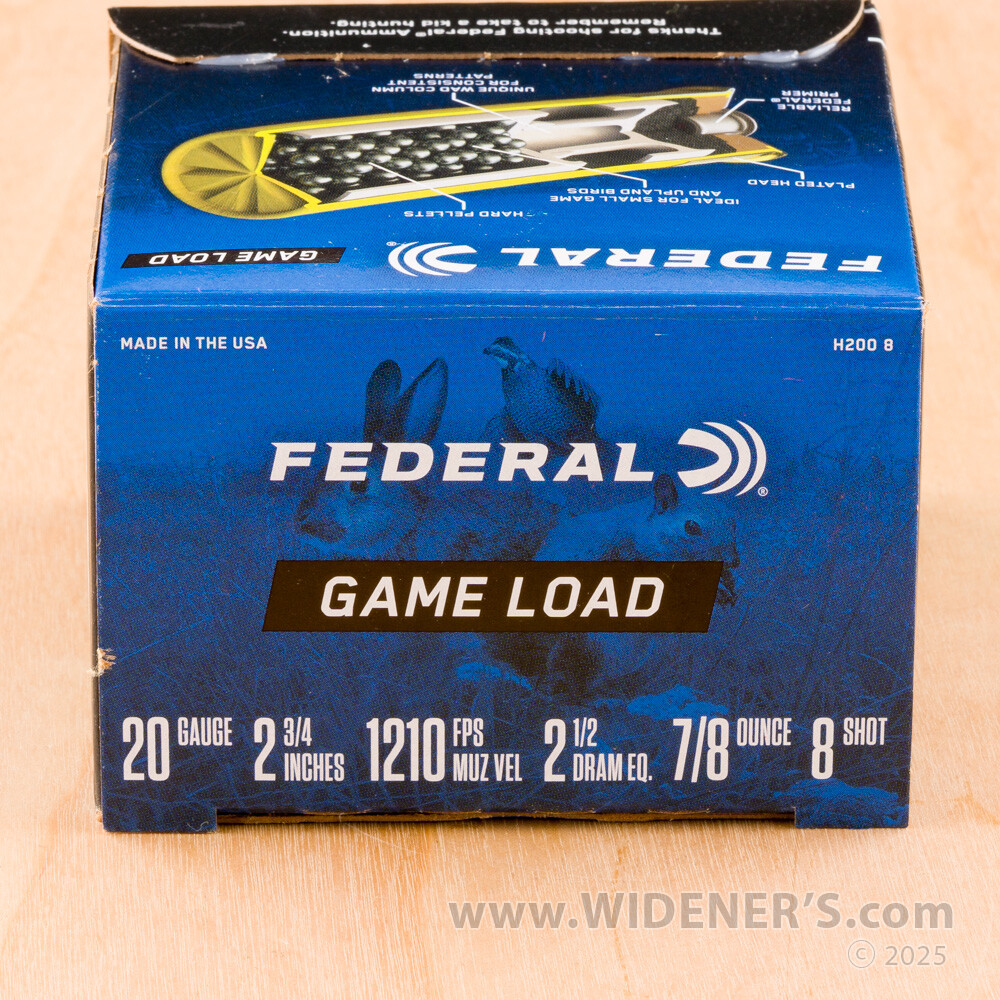 Thanks for shooting Federal® Ammunition.
Remember to take a kid hunting.
UNIQUE WAD COLUMN
FOR CONSISTENT
PATTERNS
RELIABLE
FEDERAL®
PRIMER
PLATED HEAD
IDEAL FOR SMALL GAME
AND UPLAND BIRDS
HARD PELLETS
FEDERAL ®
GAME LOAD
MADE IN THE USA
H200 8
FEDERAL ®
GAME LOAD
20 GAUGE 2 3/4 INCHES 1210 FPS MUZ VEL 2 1/2 DRAM EQ. 7/8 OUNCE 8 SHOT
www.WIDENER'S.com
© 2025